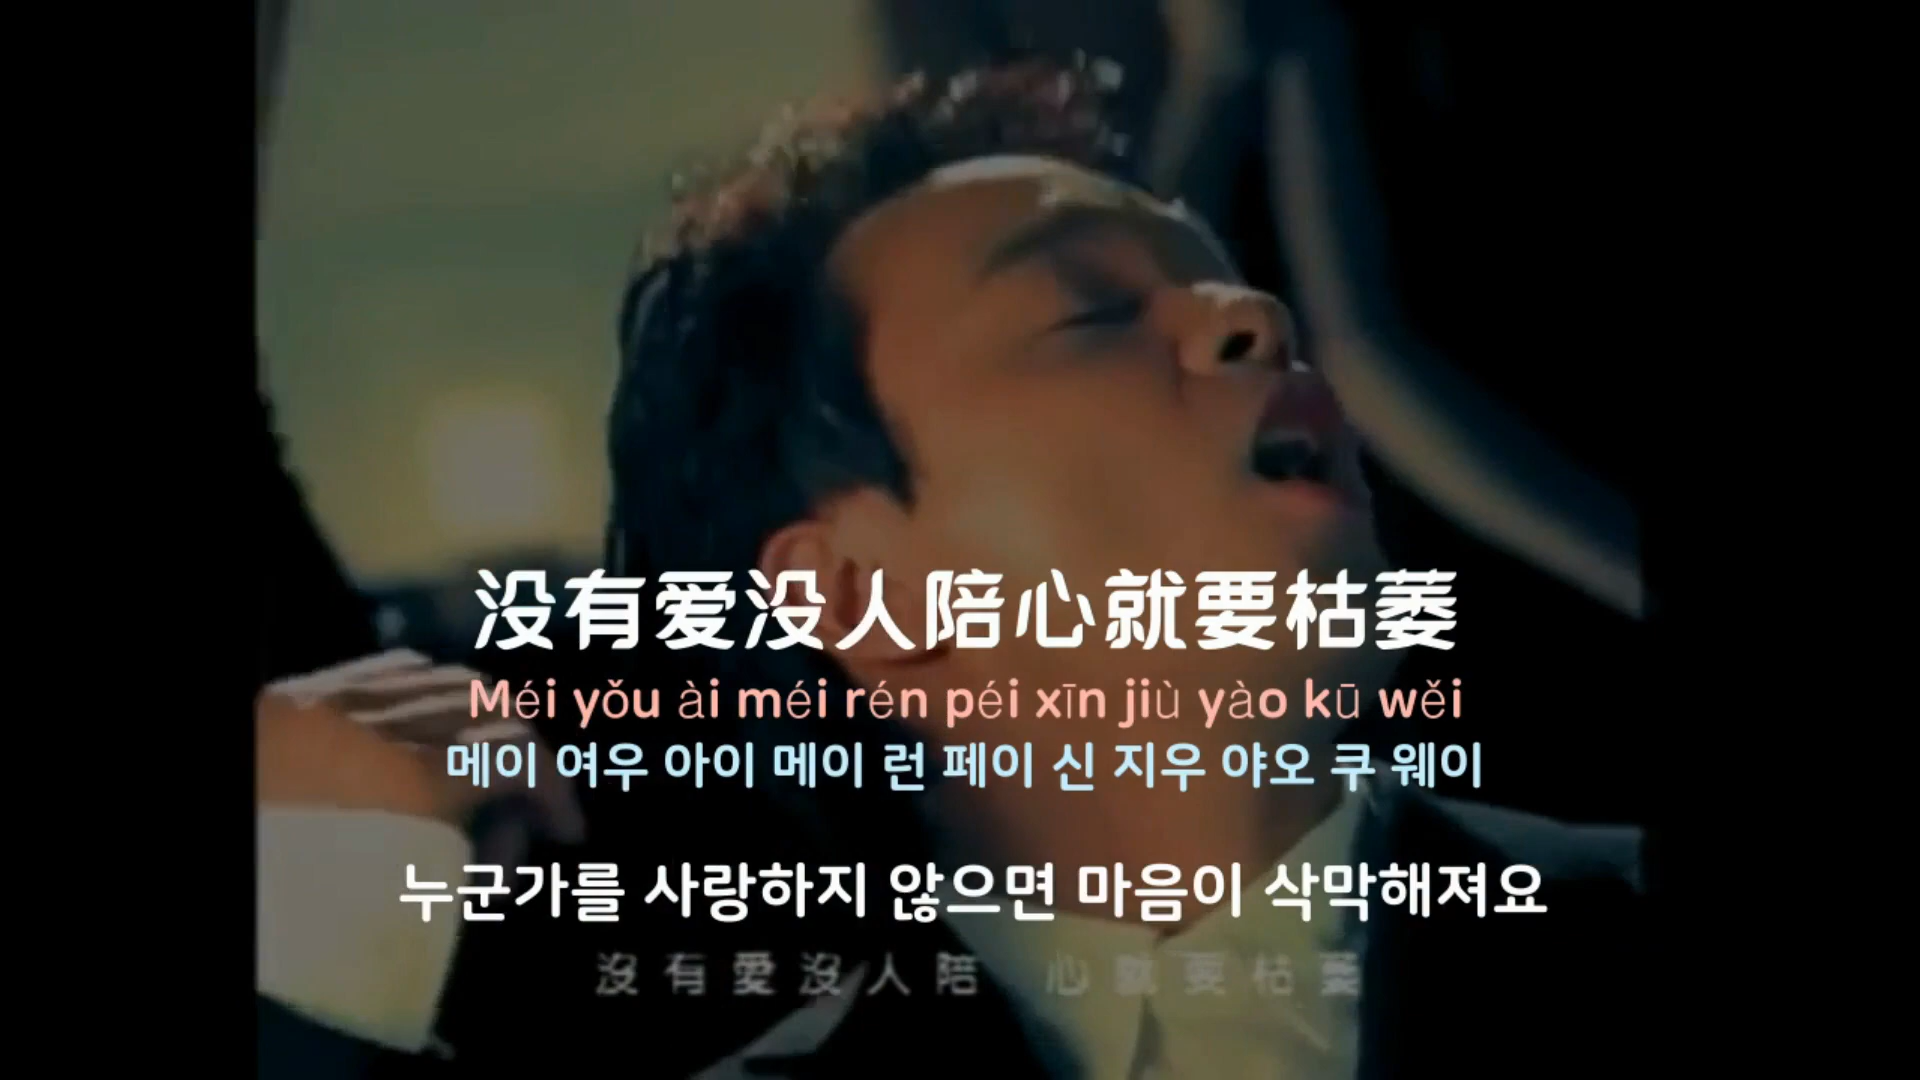 没有爱没人陪心就要枯萎
Méi yǒu ài méi rén péi xīn jiù yào kū wěi
메이 여우 아이 메이 런 페이 신 지우 야오 쿠 웨이
누군가를 사랑하지 않으면 마음이 삭막해져요
沒有愛沒人陪 心就要枯萎